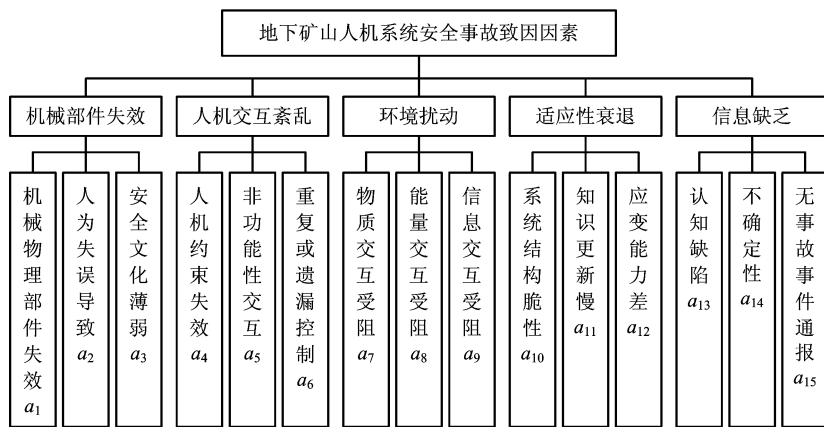 地下矿山人机系统安全事故致因因素
机械部件失效
人机交互紊乱
环境扰动
适应性衰退
信息缺乏
机械物理部件失效a1
人为失误导致a2
安全文化薄弱a3
人机约束失效a4
非功能性交互a5
重复或遗漏控制a6
物质交互受阻a7
能量交互受阻a8
信息交互受阻a9
系统结构脆性a10
知识更新慢a11
应变能力差a12
认知缺陷a13
不确定性a14
无事故事件通报a15